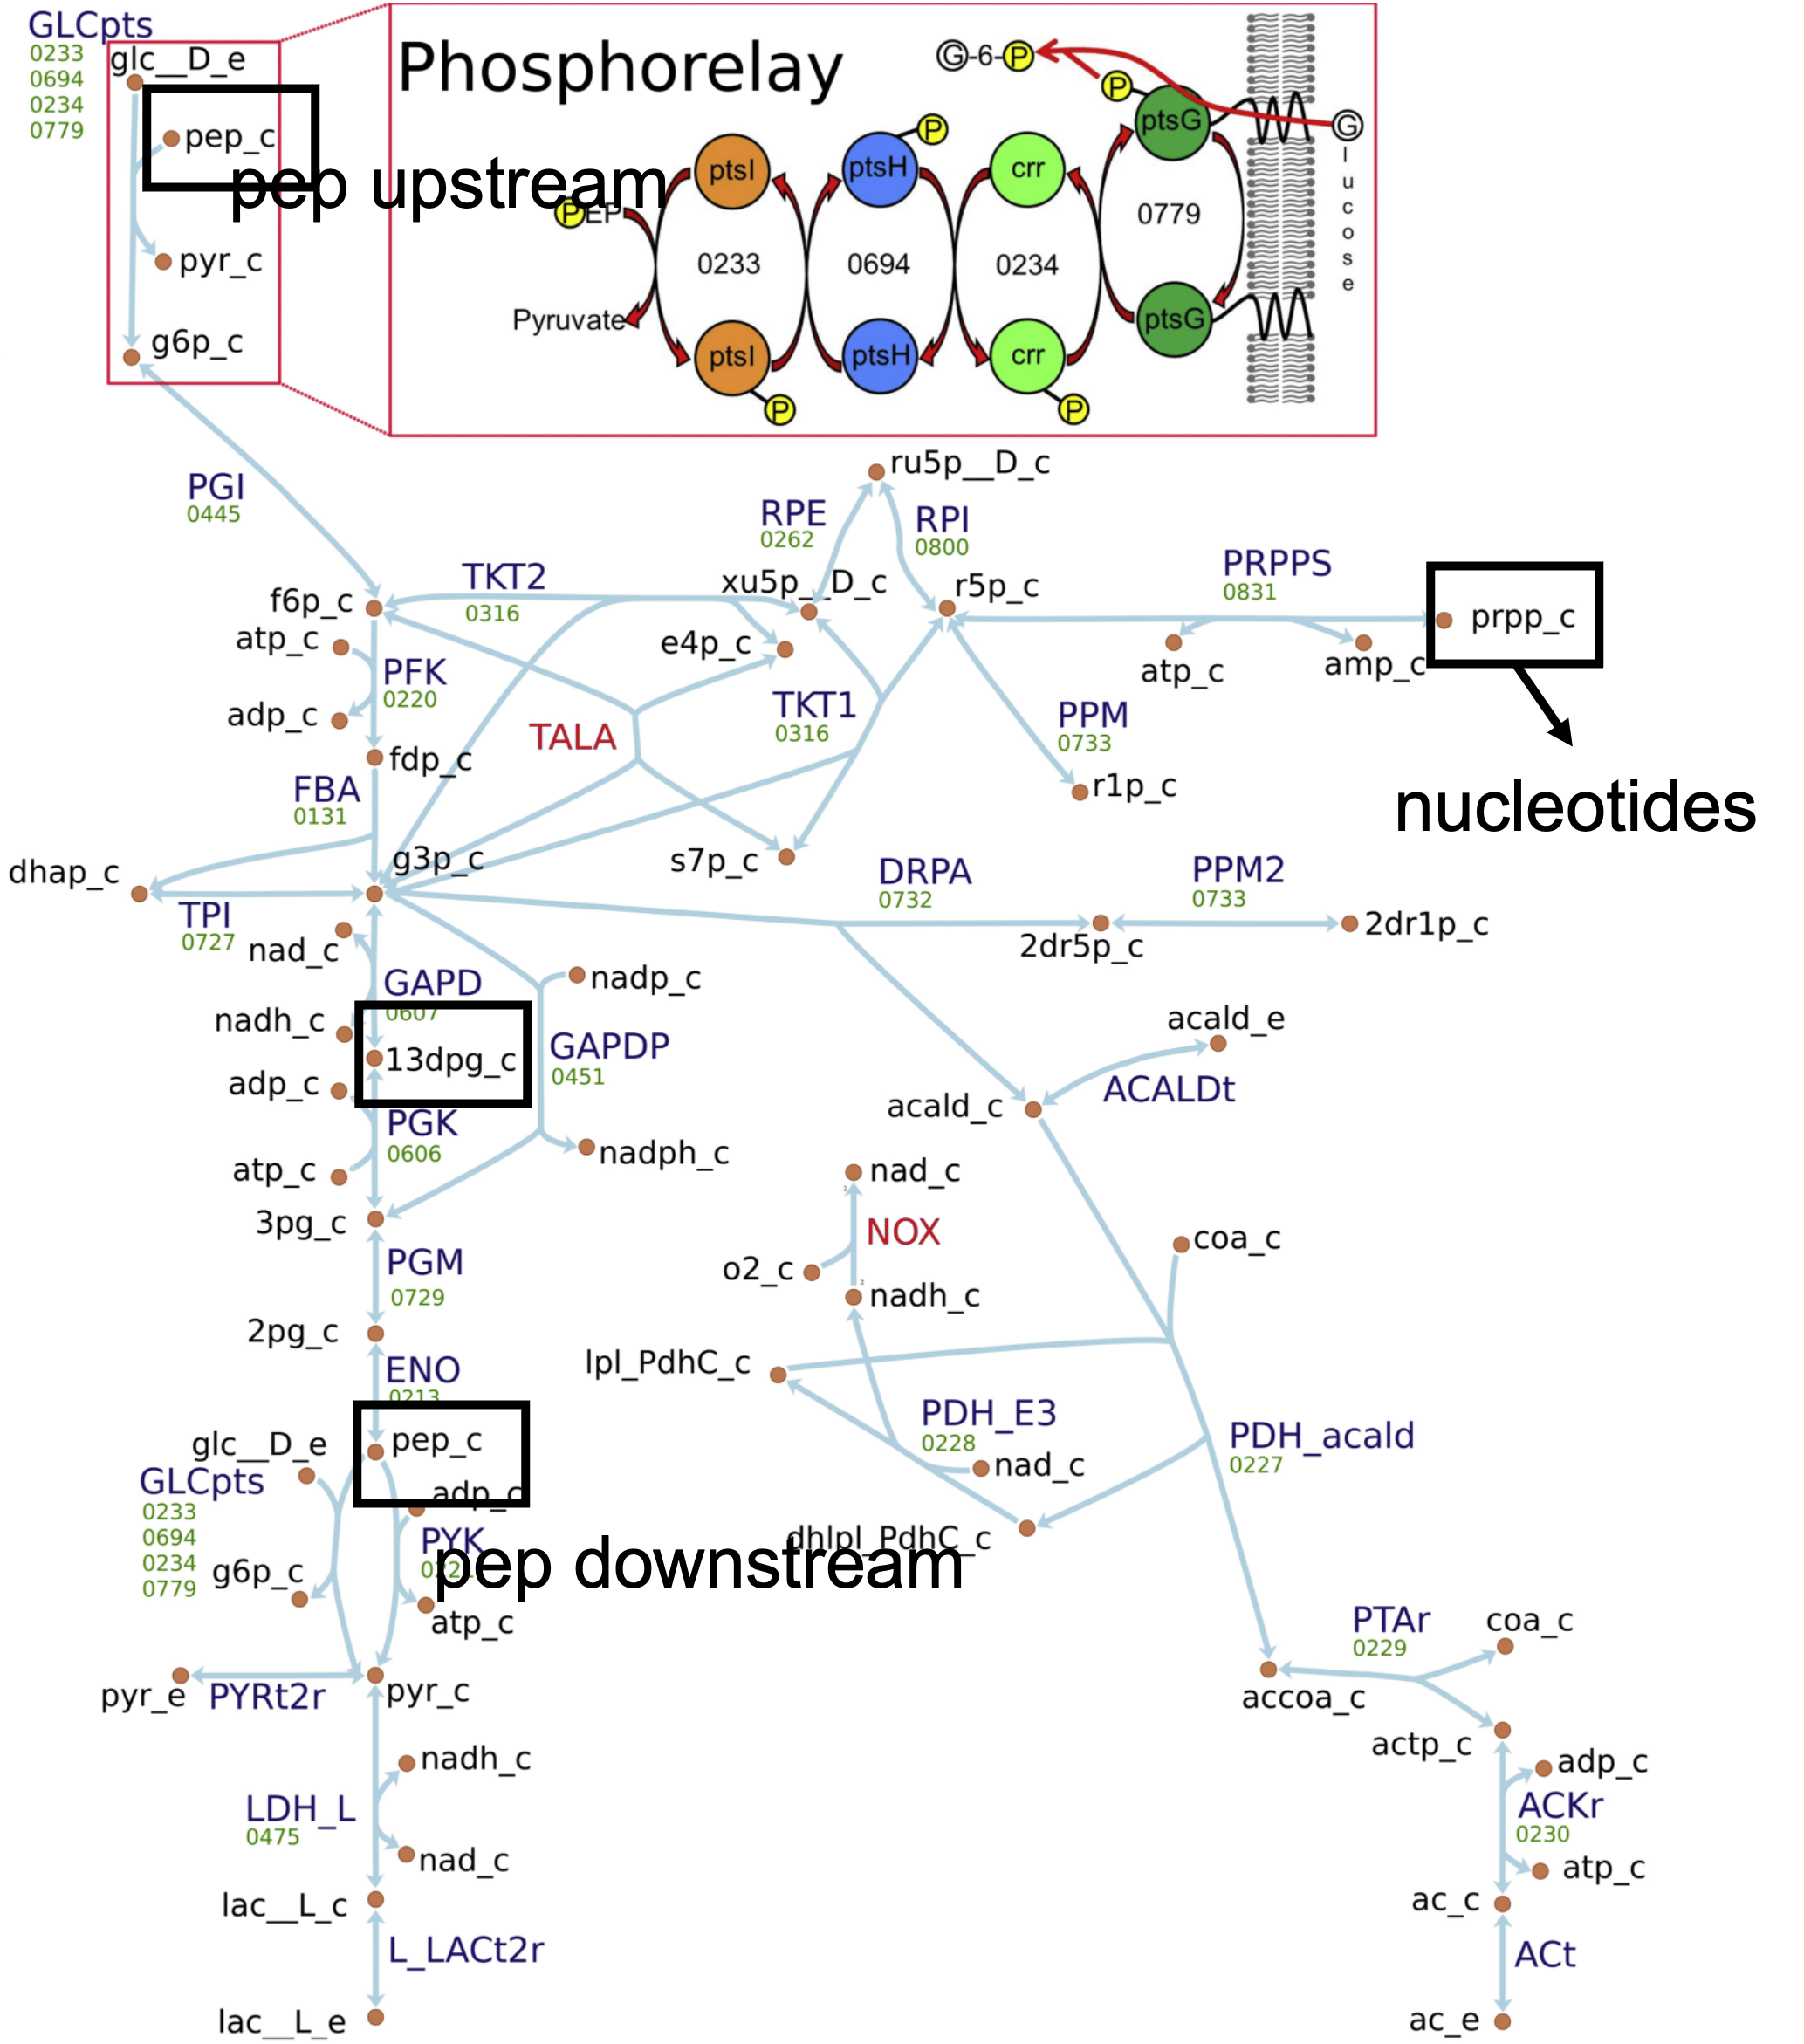 GLCpts
0233
0694
0234
0779
glc__D_e
pep_c
pep upstream
pyr_c
g6p_c
Phosphorelay
G-6-P
P
ptsG
G
lucose
ptsI
ptsH
P
crr
0779
PEP
0233
0694
0234
Pyruvate
ptsI
ptsH
crr
ptsG
P
P
PGI
0445
ru5p__D_c
RPE
0262
RPI
0800
TKT2
0316
xu5p__D_c
r5p_c
PRPPS
0831
prpp_c
f6p_c
atp_c
e4p_c
atp_c
amp_c
PFK
0220
adp_c
TALA
TKT1
0316
PPM
0733
nucleotides
fdp_c
r1p_c
FBA
0131
dhap_c
g3p_c
s7p_c
DRPA
0732
PPM2
0733
TPI
0727
2dr5p_c
2dr1p_c
nad_c
GAPD
0607
nadp_c
nadh_c
13dpg_c
GAPDP
0451
acald_e
adp_c
ACALDt
acald_c
PGK
0606
nadph_c
atp_c
3pg_c
nad_c
2
NOX
o2_c
2
nadh_c
coa_c
PGM
0729
2pg_c
ENO
0213
lpl_PdhC_c
PDH_E3
0228
nad_c
PDH_acald
0227
glc__D_e
pep_c
GLCpts
0233
0694
0234
0779
adp_c
PYK
dhlpl_PdhC_c
pep downstream
g6p_c
atp_c
PTAr
0229
coa_c
pyr_e
PYRt2r
pyr_c
accoa_c
actp_c
nadh_c
adp_c
LDH_L
0475
ACKr
0230
nad_c
atp_c
lac__L_c
ac_c
L_LACt2r
ACt
lac__L_e
ac_e